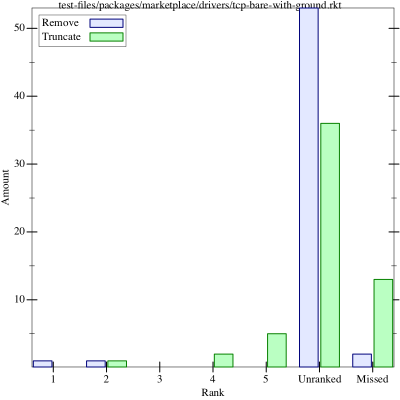 test-files/packages/marketplace/drivers/tcp-bare-with-ground.rkt
Remove
Truncate
50
40
30
20
10
Amount
1 2 3 4 5 Unranked Missed
Rank